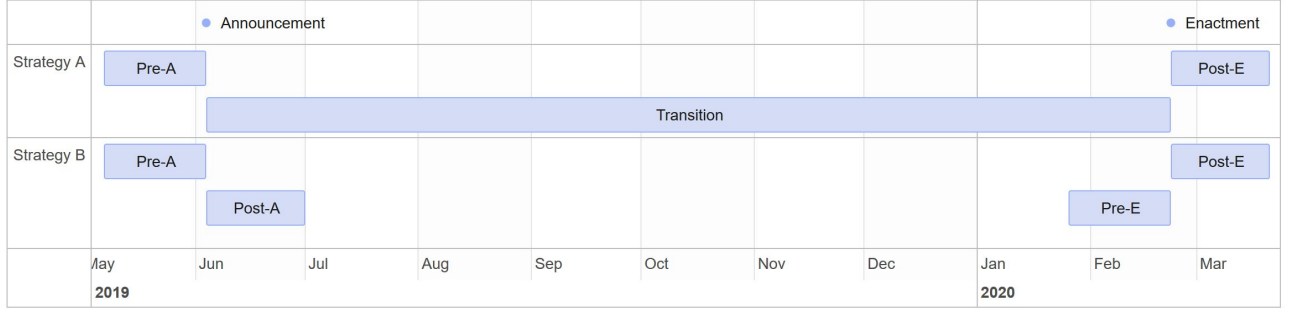 Announcement
Enactment
Strategy A
Pre-A
Post-E
Transition
Strategy B
Pre-A
Post-E
Post-A
Pre-E
May Jun Jul Aug Sep Oct Nov Dec Jan Feb Mar
2019 2020